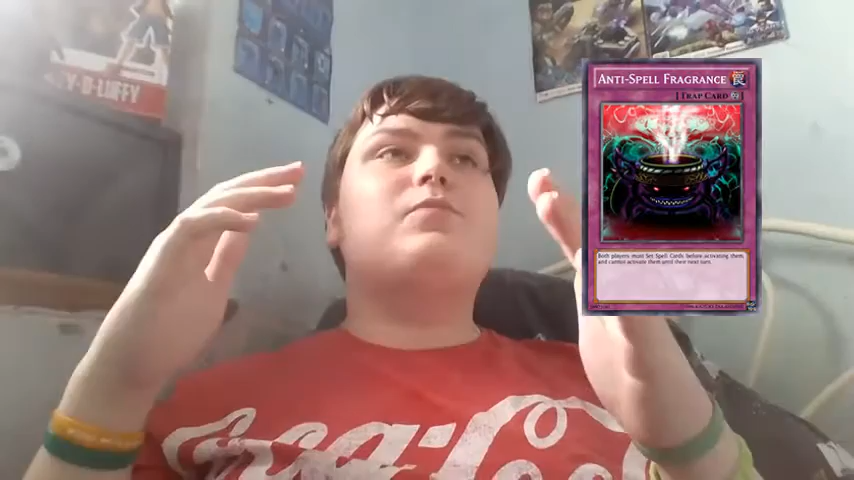 Y-D-LUFFY
ANTI-SPELL FRAGRANCE
[TRAP CARD
Both players must Set Spell Cards before activating them
and cannot activate them until their next turn.
Coca-Cola